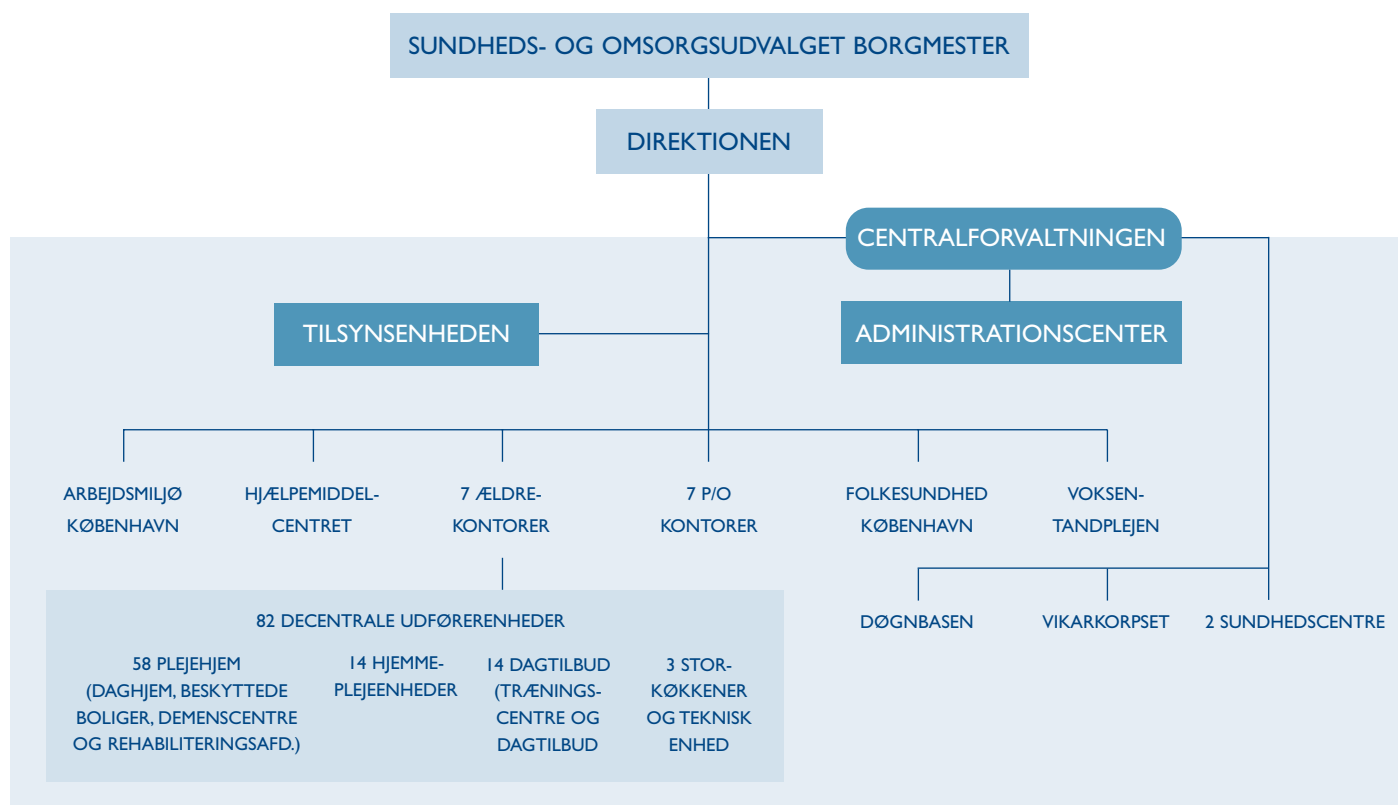 SUNDHEDS- OG OMSORGSUDVALGET BORGMESTER
DIREKTIONEN
CENTRALFORVALTNINGEN
TILSYNSENHEDEN
ADMINISTRATIONSCENTER
ARBEJDSMILJØ
KØBENHAVN
HJÆLPEMIDDEL-
CENTRET
7 ÆLDRE-
KONTORER
7 P/O
KONTORER
FOLKESUNDHED
KØBENHAVN
VOKSEN-
TANDPLEJEN
82 DECENTRALE UDFØRERENHEDER
58 PLEJEHJEM
(DAGHJEM, BESKYTTEDE
BOLIGER, DEMENSCENTRE
OG REHABILITERINGSAFD.)
14 HJEMME-
PLEJEENHEDER
14 DAGTILBUD
(TRÆNINGS-
CENTRE OG
DAGTILBUD
3 STOR-
KØKKENER
OG TEKNISK
ENHED
DØGNBASEN
VIKARKORPSET
2 SUNDHEDSCENTRE